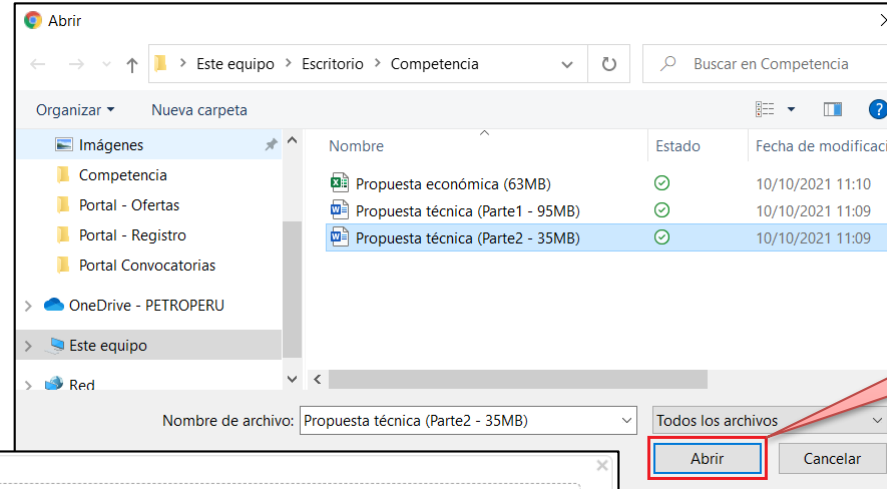 Abrir
Este equipo > Escritorio > Competencia
Buscar en Competencia
Organizar
Nueva carpeta
Imágenes
Competencia
Portal - Ofertas
Portal - Registro
Portal Convocatorias
OneDrive - PETROPERU
Este equipo
Red
Nombre Estado Fecha de modificaci
Propuesta económica (63MB) 10/10/2021 11:10
Propuesta técnica (Parte1 - 95MB) 10/10/2021 11:09
Propuesta técnica (Parte2 - 35MB) 10/10/2021 11:09
Nombre de archivo: Propuesta técnica (Parte2 - 35MB) Todos los archivos
Abrir Cancelar